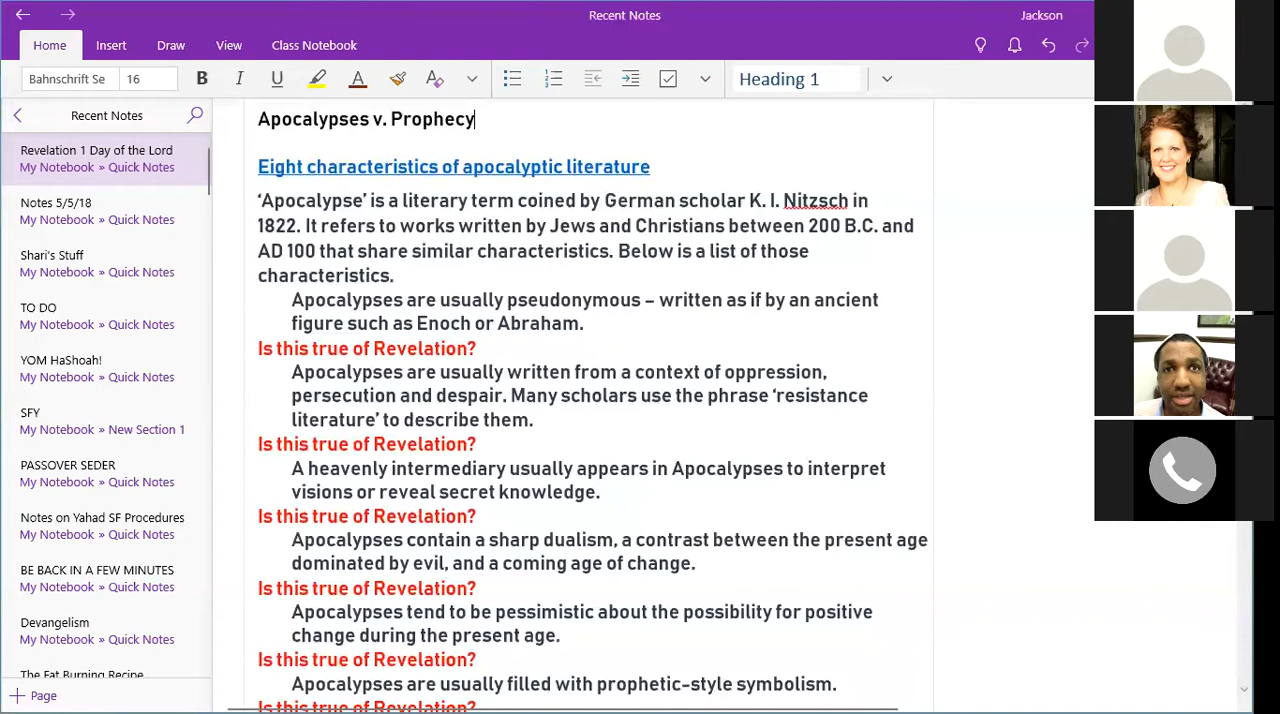 Recent Notes
Jackson
Home
Insert
Draw
View
Class Notebook
Bahnschrift Se
16
B
I
U
A
A
Heading 1
Recent Notes
Revelation 1 Day of the Lord
My Notebook » Quick Notes
Notes 5/5/18
My Notebook » Quick Notes
Shari's Stuff
My Notebook » Quick Notes
TO DO
My Notebook » Quick Notes
YOM HaShoah!
My Notebook » Quick Notes
SFY
My Notebook » New Section 1
PASSOVER SEDER
My Notebook » Quick Notes
Notes on Yahad SF Procedures
My Notebook » Quick Notes
BE BACK IN A FEW MINUTES
My Notebook » Quick Notes
Devangelism
My Notebook » Quick Notes
The Fat Burning Recipe
Page
Apocalypses v. Prophecy
Eight characteristics of apocalyptic literature
‘Apocalypse’ is a literary term coined by German scholar K. I. Nitzsch in
1822. It refers to works written by Jews and Christians between 200 B.C. and
AD 100 that share similar characteristics. Below is a list of those
characteristics.
Apocalypses are usually pseudonymous – written as if by an ancient
figure such as Enoch or Abraham.
Is this true of Revelation?
Apocalypses are usually written from a context of oppression,
persecution and despair. Many scholars use the phrase ‘resistance
literature’ to describe them.
Is this true of Revelation?
A heavenly intermediary usually appears in Apocalypses to interpret
visions or reveal secret knowledge.
Is this true of Revelation?
Apocalypses contain a sharp dualism, a contrast between the present age
dominated by evil, and a coming age of change.
Is this true of Revelation?
Apocalypses tend to be pessimistic about the possibility for positive
change during the present age.
Is this true of Revelation?
Apocalypses are usually filled with prophetic-style symbolism.
Is this true of Revelation?